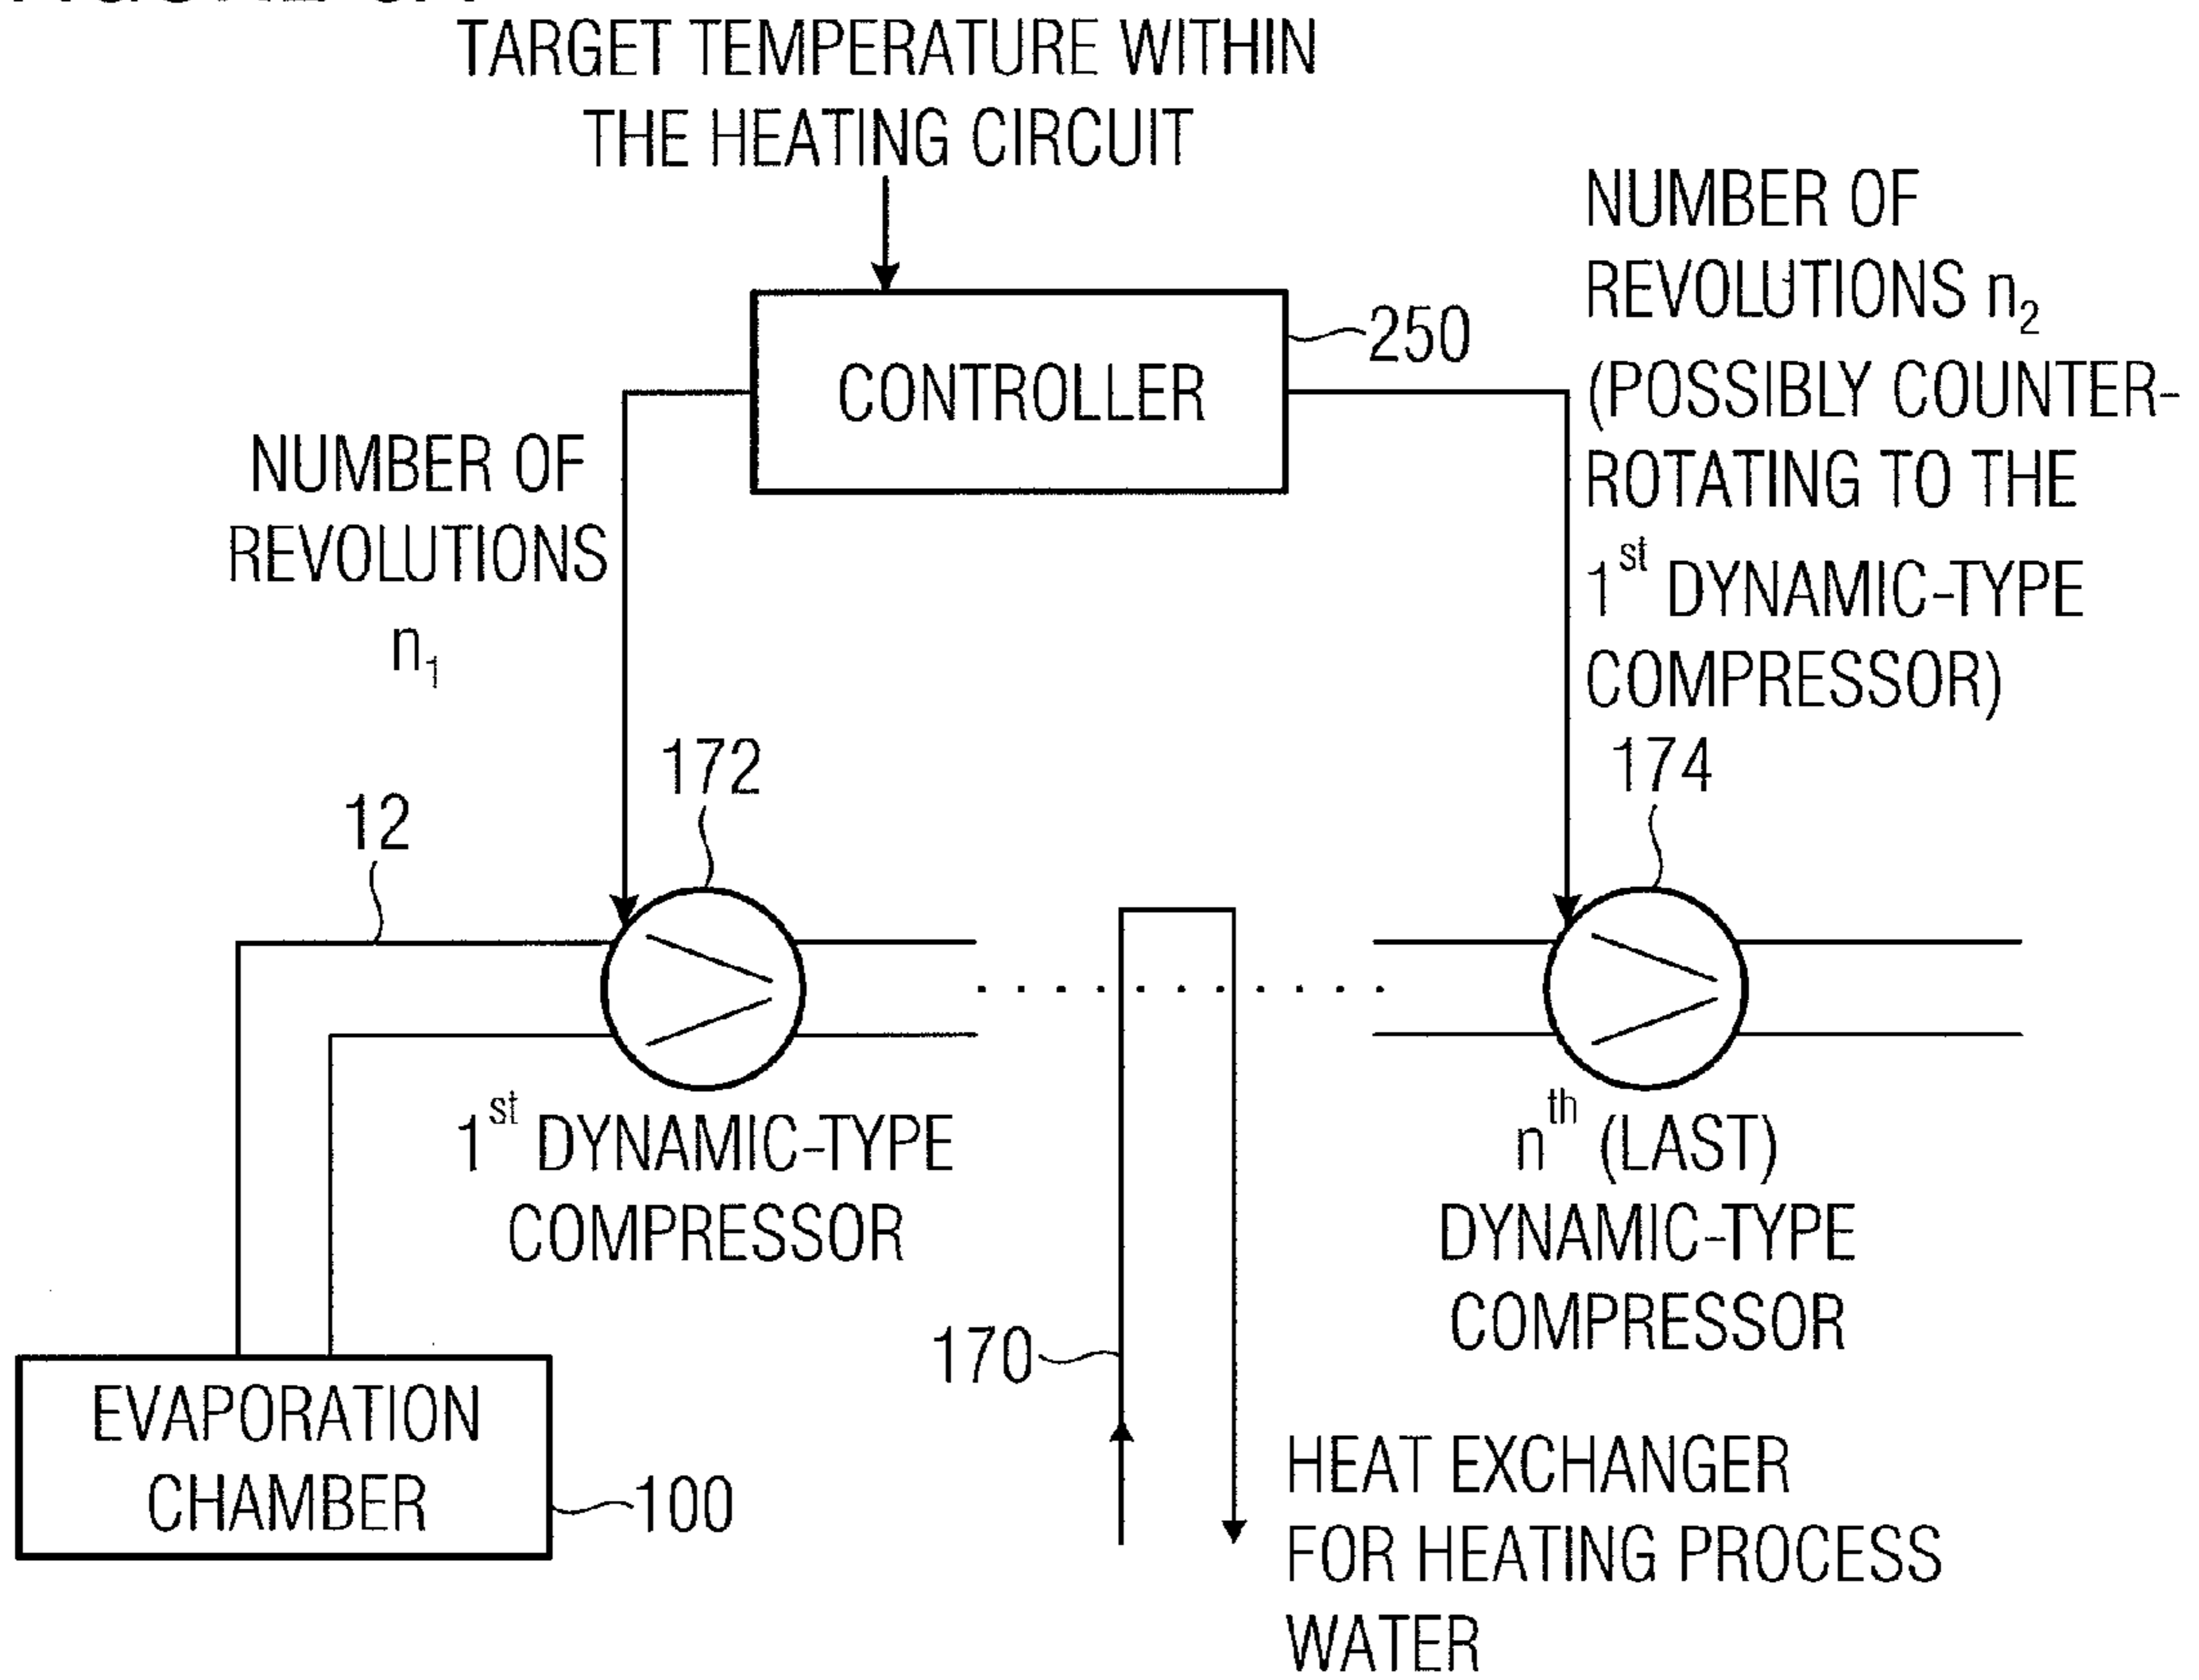 TARGET TEMPERATURE WITHIN
THE HEATING CIRCUIT
NUMBER OF
REVOLUTIONS n₂
(POSSIBLY COUNTER-
ROTATING TO THE
1st DYNAMIC-TYPE
COMPRESSOR)
CONTROLLER
250
NUMBER OF
REVOLUTIONS
n₁
172
174
12
1st DYNAMIC-TYPE
COMPRESSOR
nth (LAST)
DYNAMIC-TYPE
COMPRESSOR
170
EVAPORATION
CHAMBER
100
HEAT EXCHANGER
FOR HEATING PROCESS
WATER